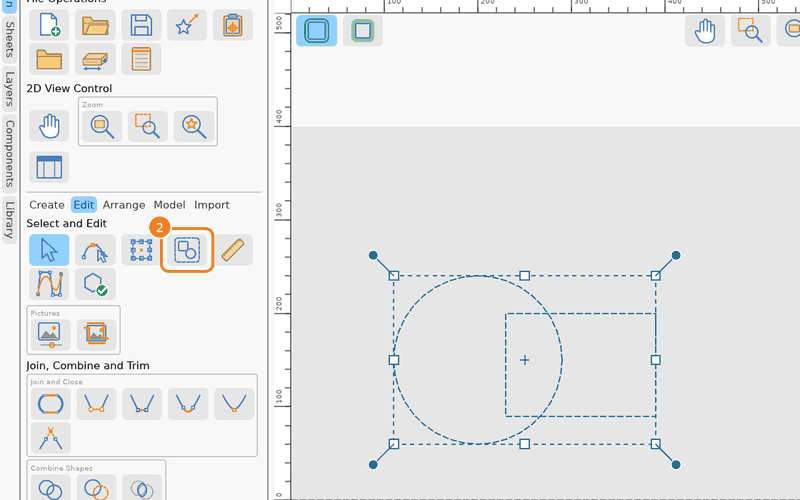 File Operations
Sheets
Layers
Components
Library
2D View Control
Zoom
Create Edit Arrange Model Import
Select and Edit
2
Pictures
Join, Combine and Trim
Join and Close
Combine Shapes
100 200 300 400 500
500
400
300
200
100
0